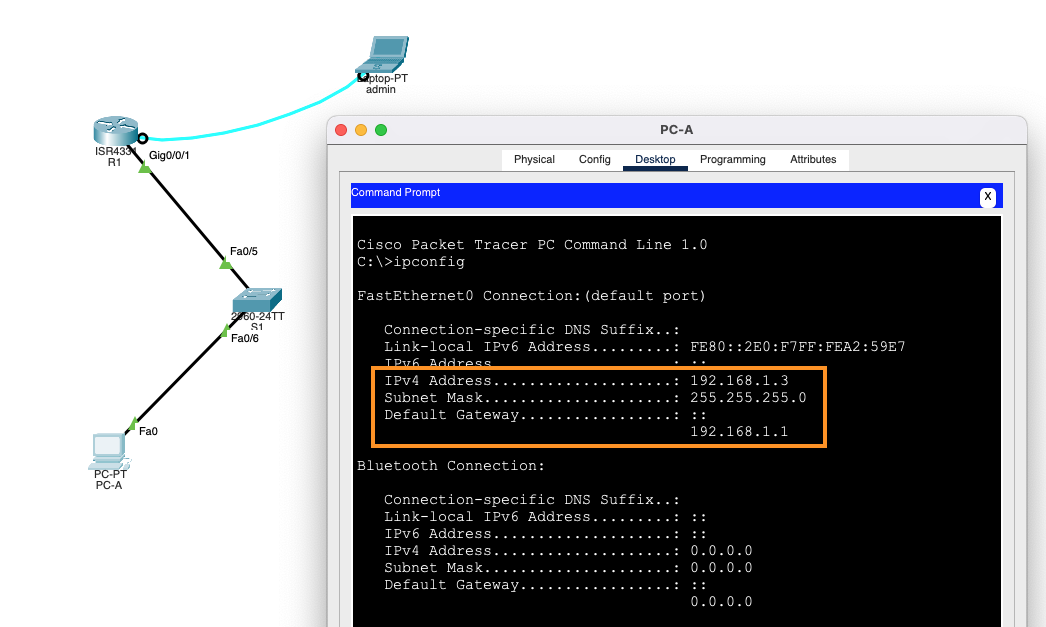 Laptop-PT
admin
ISR4331
R1
Gig0/0/1
Fa0/5
2960-24TT
S1
Fa0/6
Fa0
PC-PT
PC-A
PC-A
Physical Config Desktop Programming Attributes
Command Prompt
X
Cisco Packet Tracer PC Command Line 1.0
C:\>ipconfig
FastEthernet0 Connection:(default port)
Connection-specific DNS Suffix..:
Link-local IPv6 Address.........: FE80::2E0:F7FF:FEA2:59E7
IPv6 Address....................: ::
IPv4 Address....................: 192.168.1.3
Subnet Mask.....................: 255.255.255.0
Default Gateway.................: ::
192.168.1.1
Bluetooth Connection:
Connection-specific DNS Suffix..:
Link-local IPv6 Address.........: ::
IPv6 Address....................: ::
IPv4 Address....................: 0.0.0.0
Subnet Mask.....................: 0.0.0.0
Default Gateway.................: ::
0.0.0.0